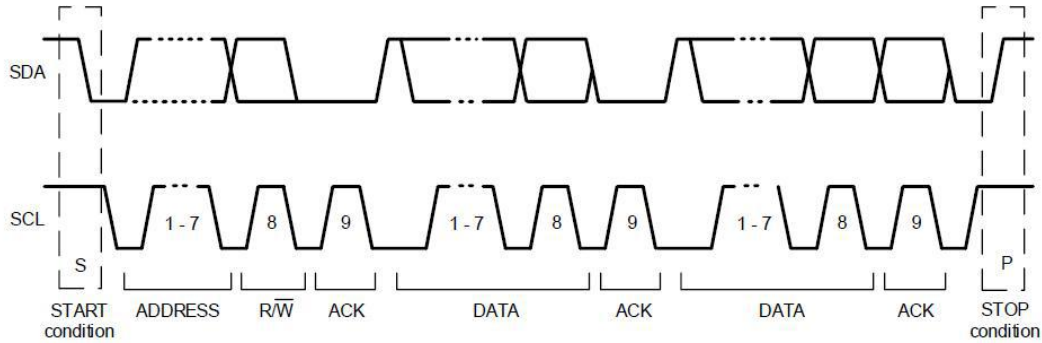 SDA
SCL
1 - 7
8
9
1 - 7
8
9
1 - 7
8
9
S
P
START
condition
ADDRESS
R/W̅
ACK
DATA
ACK
DATA
ACK
STOP
condition